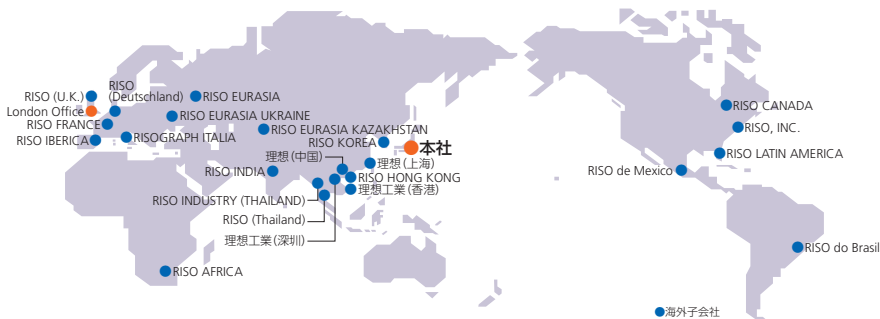 RISO (U.K.)
RISO
(Deutschland)
RISO EURASIA
London Office
RISO EURASIA UKRAINE
RISO FRANCE
RISO EURASIA KAZAKHSTAN
RISO IBERICA
RISOGRAPH ITALIA
RISO KOREA
本社
理想(中国)
理想(上海)
RISO INDIA
RISO HONG KONG
理想工業(香港)
RISO INDUSTRY (THAILAND)
RISO (Thailand)
理想工業(深圳)
RISO AFRICA
RISO CANADA
RISO, INC.
RISO LATIN AMERICA
RISO de Mexico
RISO do Brasil
海外子会社